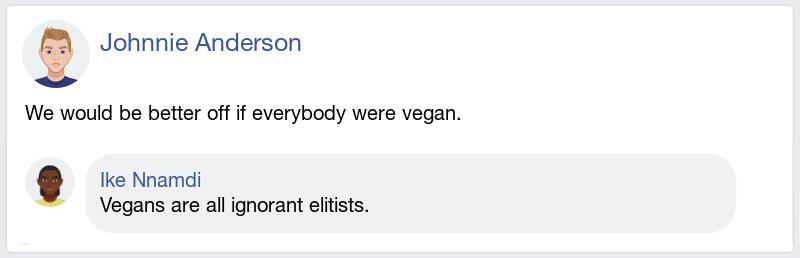 Johnnie Anderson
We would be better off if everybody were vegan.
Ike Nnamdi
Vegans are all ignorant elitists.